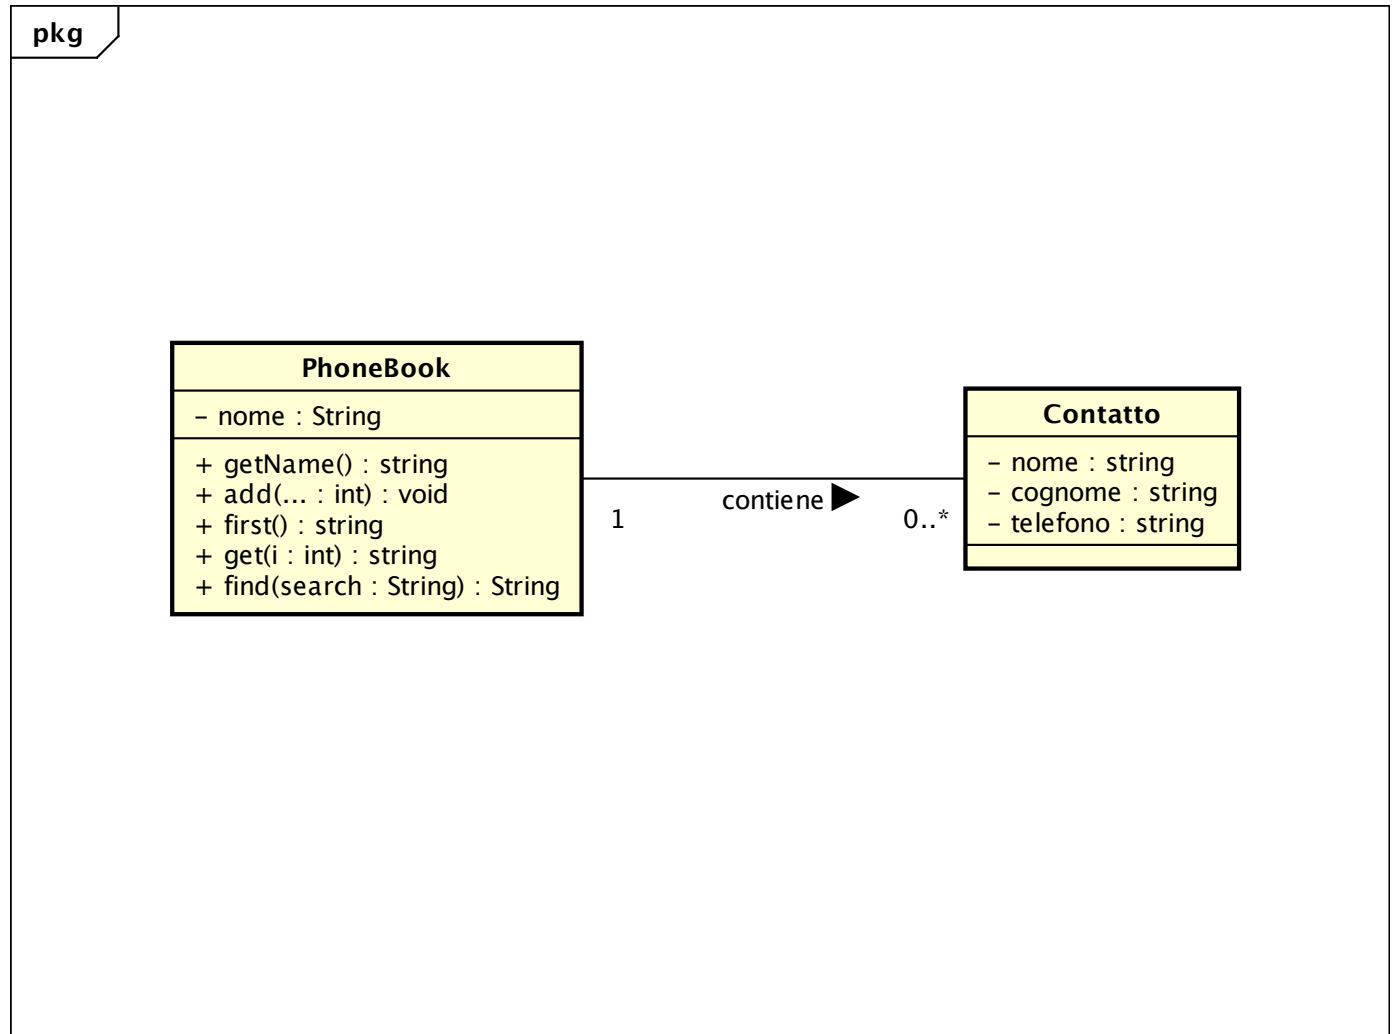 pkg
PhoneBook
– nome : String
+ getName() : string
+ add(... : int) : void
+ first() : string
+ get(i : int) : string
+ find(search : String) : String
contiene
1
0..*
Contatto
– nome : string
– cognome : string
– telefono : string